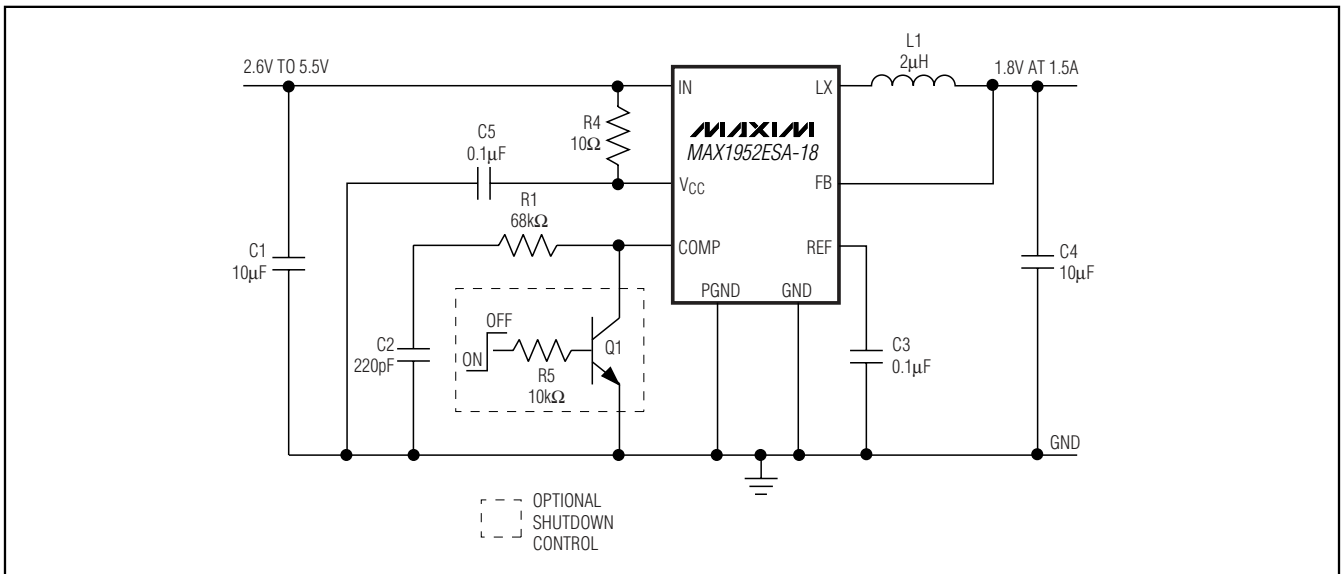 2.6V TO 5.5V
L1
2µH
1.8V AT 1.5A
IN
LX
R4
10Ω
MAXIM
MAX1952ESA-18
C5
0.1µF
VCC
FB
R1
68kΩ
COMP
REF
C1
10µF
C4
10µF
PGND
GND
OFF
ON
Q1
R5
10kΩ
C2
220pF
C3
0.1µF
GND
OPTIONAL
SHUTDOWN
CONTROL